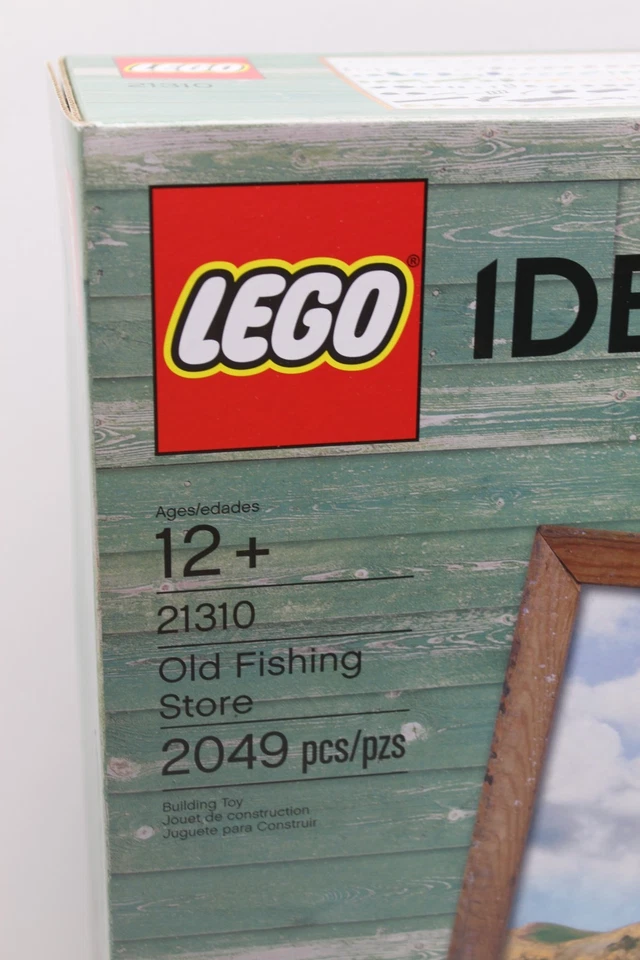 LEGO
21310
LEGO®
IDE
Ages/edades
12+
21310
Old Fishing
Store
2049 pcs/pzs
Building Toy
Jouet de construction
Juguete para Construir